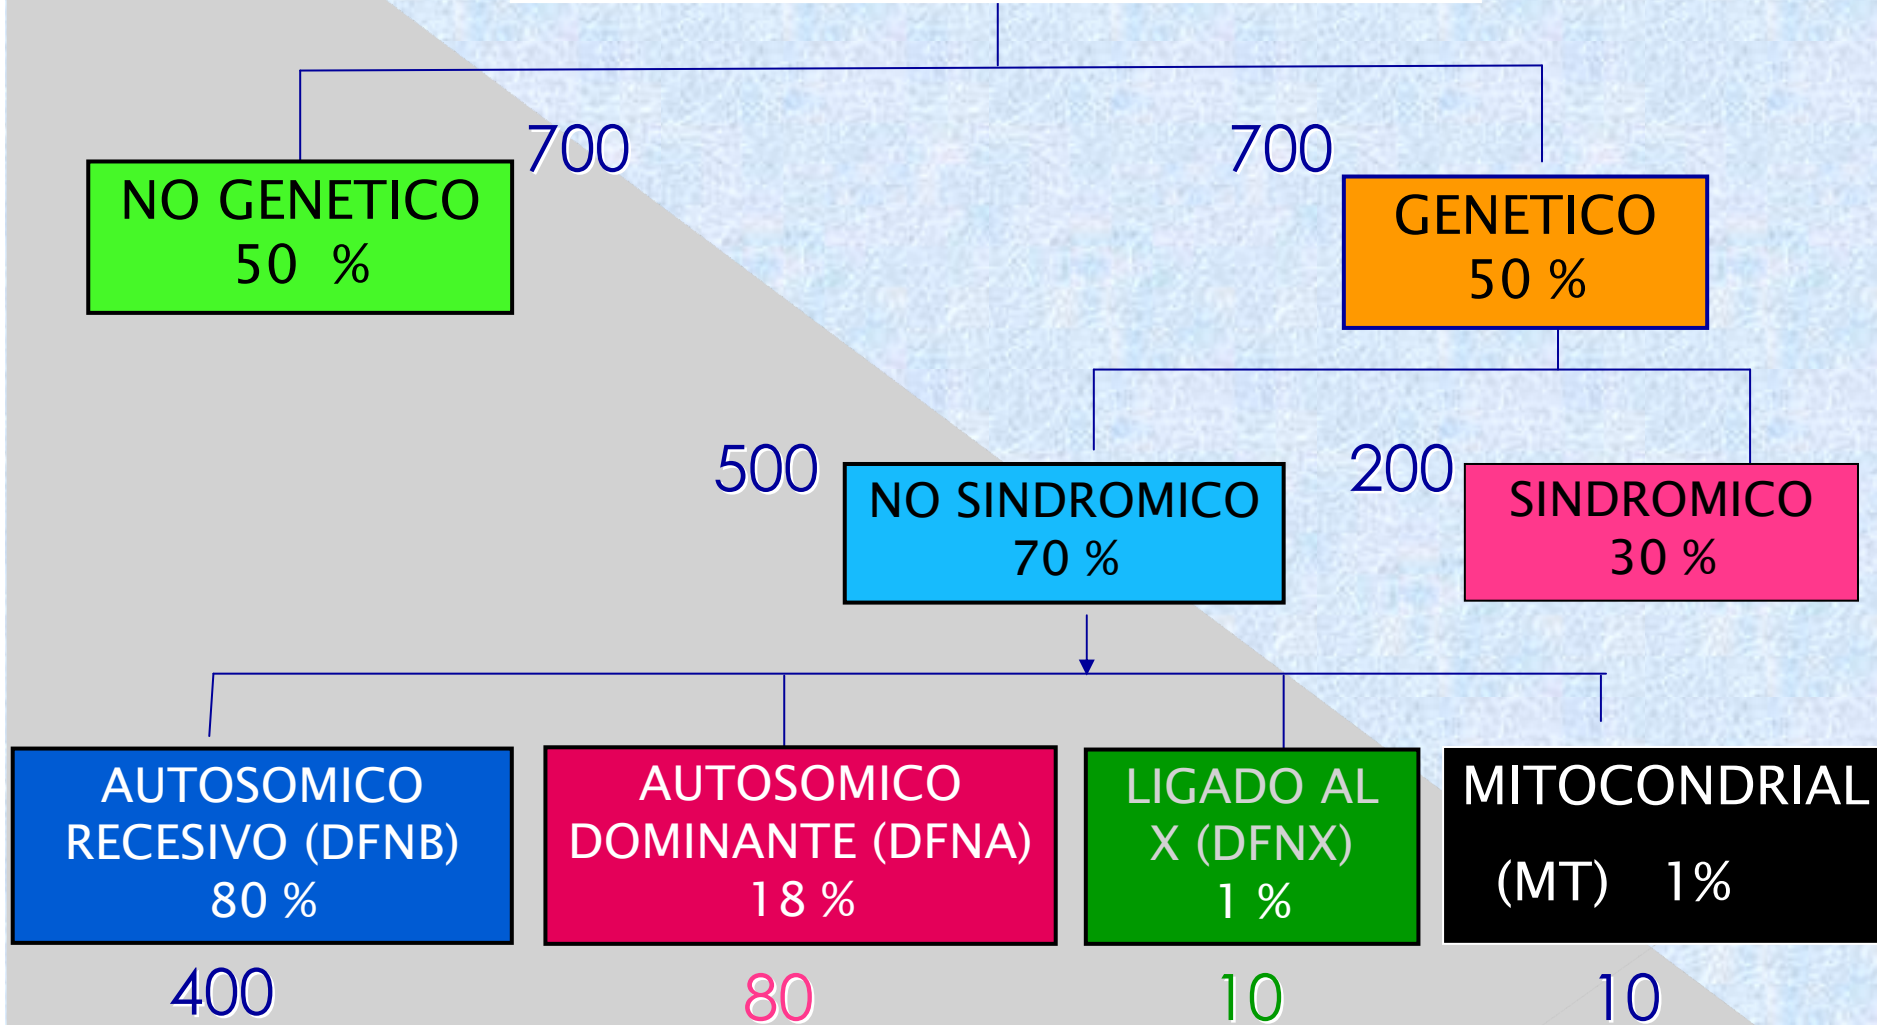 700
700
NO GENETICO
50 %
GENETICO
50 %
500
200
NO SINDROMICO
70 %
SINDROMICO
30 %
AUTOSOMICO
RECESIVO (DFNB)
80 %
AUTOSOMICO
DOMINANTE (DFNA)
18 %
LIGADO AL
X (DFNX)
1 %
MITOCONDRIAL
(MT) 1%
400
80
10
10